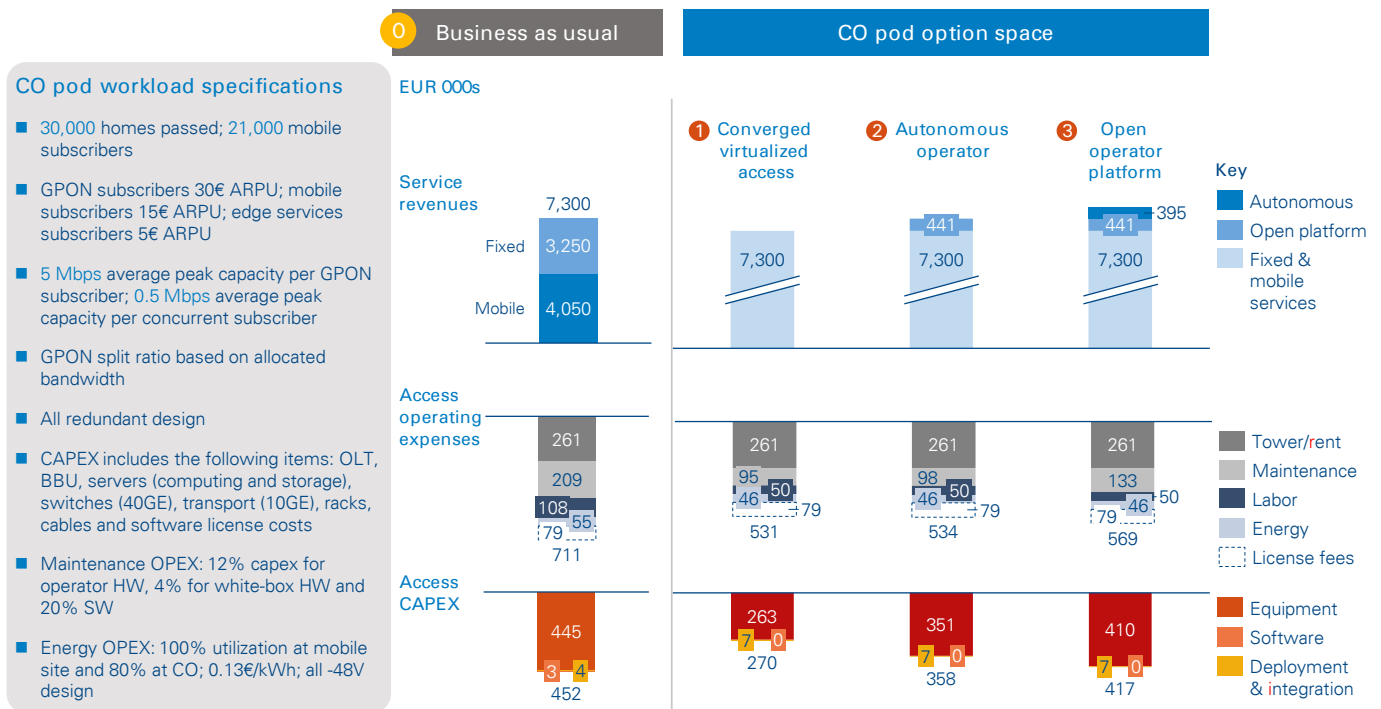 0 Business as usual
CO pod option space
CO pod workload specifications
■ 30,000 homes passed; 21,000 mobile
subscribers
■ GPON subscribers 30€ ARPU; mobile
subscribers 15€ ARPU; edge services
subscribers 5€ ARPU
■ 5 Mbps average peak capacity per GPON
subscriber; 0.5 Mbps average peak
capacity per concurrent subscriber
■ GPON split ratio based on allocated
bandwidth
■ All redundant design
■ CAPEX includes the following items: OLT,
BBU, servers (computing and storage),
switches (40GE), transport (10GE), racks,
cables and software license costs
■ Maintenance OPEX: 12% capex for
operator HW, 4% for white-box HW and
20% SW
■ Energy OPEX: 100% utilization at mobile
site and 80% at CO; 0.13€/kWh; all -48V
design
EUR 000s
1 Converged
virtualized
access
2 Autonomous
operator
3 Open
operator
platform
Service
revenues
7,300
Fixed
3,250
Mobile
4,050
7,300
441
7,300
395
441
7,300
Key
Autonomous
Open platform
Fixed &
mobile
services
Access
operating
expenses
261
209
108
55
79
711
261
95
50
46
79
531
261
98
50
46
79
534
261
133
50
46
79
569
Tower/rent
Maintenance
Labor
Energy
License fees
Access
CAPEX
445
3
4
452
263
7
0
270
351
7
0
358
410
7
0
417
Equipment
Software
Deployment
& integration